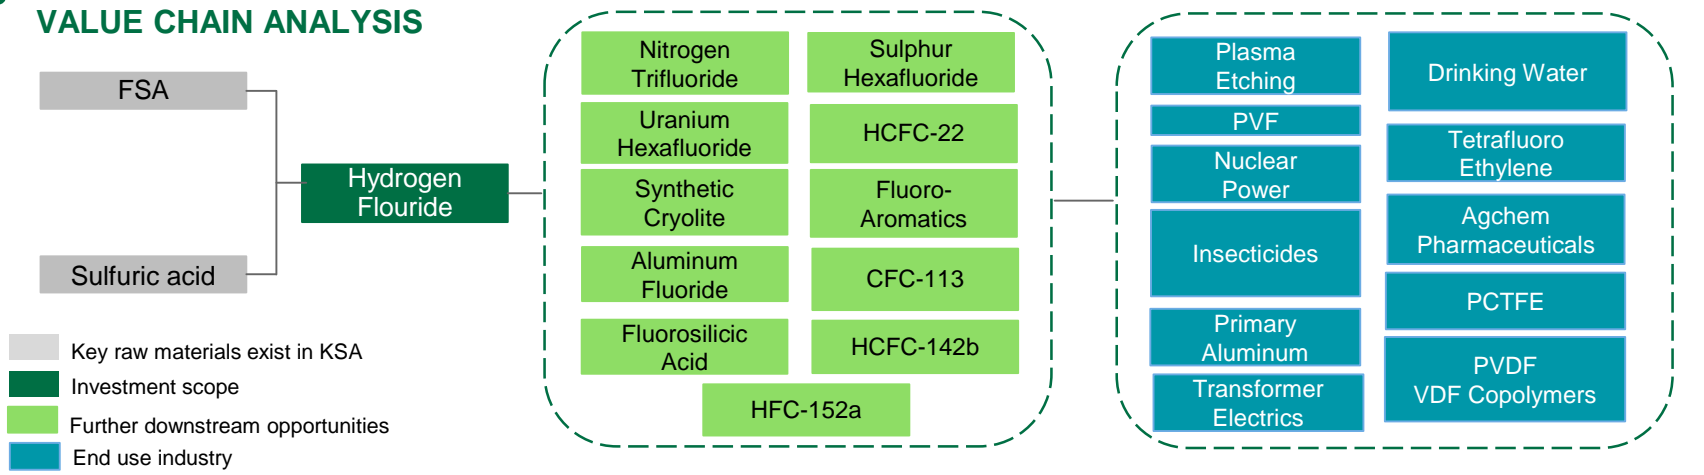 VALUE CHAIN ANALYSIS
FSA
Sulfuric acid
Hydrogen
Flouride
Nitrogen
Trifluoride
Sulphur
Hexafluoride
Uranium
Hexafluoride
HCFC-22
Synthetic
Cryolite
Fluoro-
Aromatics
Aluminum
Fluoride
CFC-113
Fluorosilicic
Acid
HCFC-142b
HFC-152a
Plasma
Etching
Drinking Water
PVF
Tetrafluoro
Ethylene
Nuclear
Power
Agchem
Pharmaceuticals
Insecticides
PCTFE
Primary
Aluminum
PVDF
VDF Copolymers
Transformer
Electrics
Key raw materials exist in KSA
Investment scope
Further downstream opportunities
End use industry